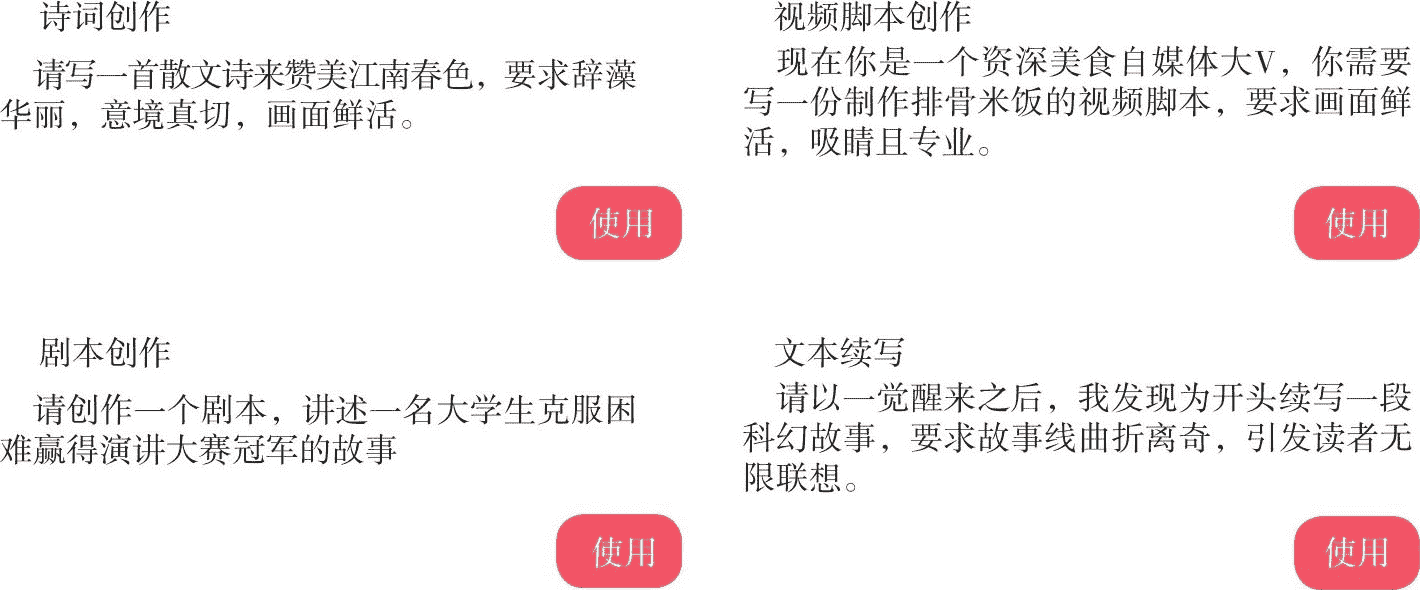 诗词创作
请写一首散文诗来赞美江南春色，要求辞藻
华丽，意境真切，画面鲜活。
使用
视频脚本创作
现在你是一个资深美食自媒体大V，你需要
写一份制作排骨米饭的视频脚本，要求画面鲜
活，吸睛且专业。
使用
剧本创作
请创作一个剧本，讲述一名大学生克服困
难赢得演讲大赛冠军的故事
使用
文本续写
请以一觉醒来之后，我发现为开头续写一段
科幻故事，要求故事线曲折离奇，引发读者无
限联想。
使用